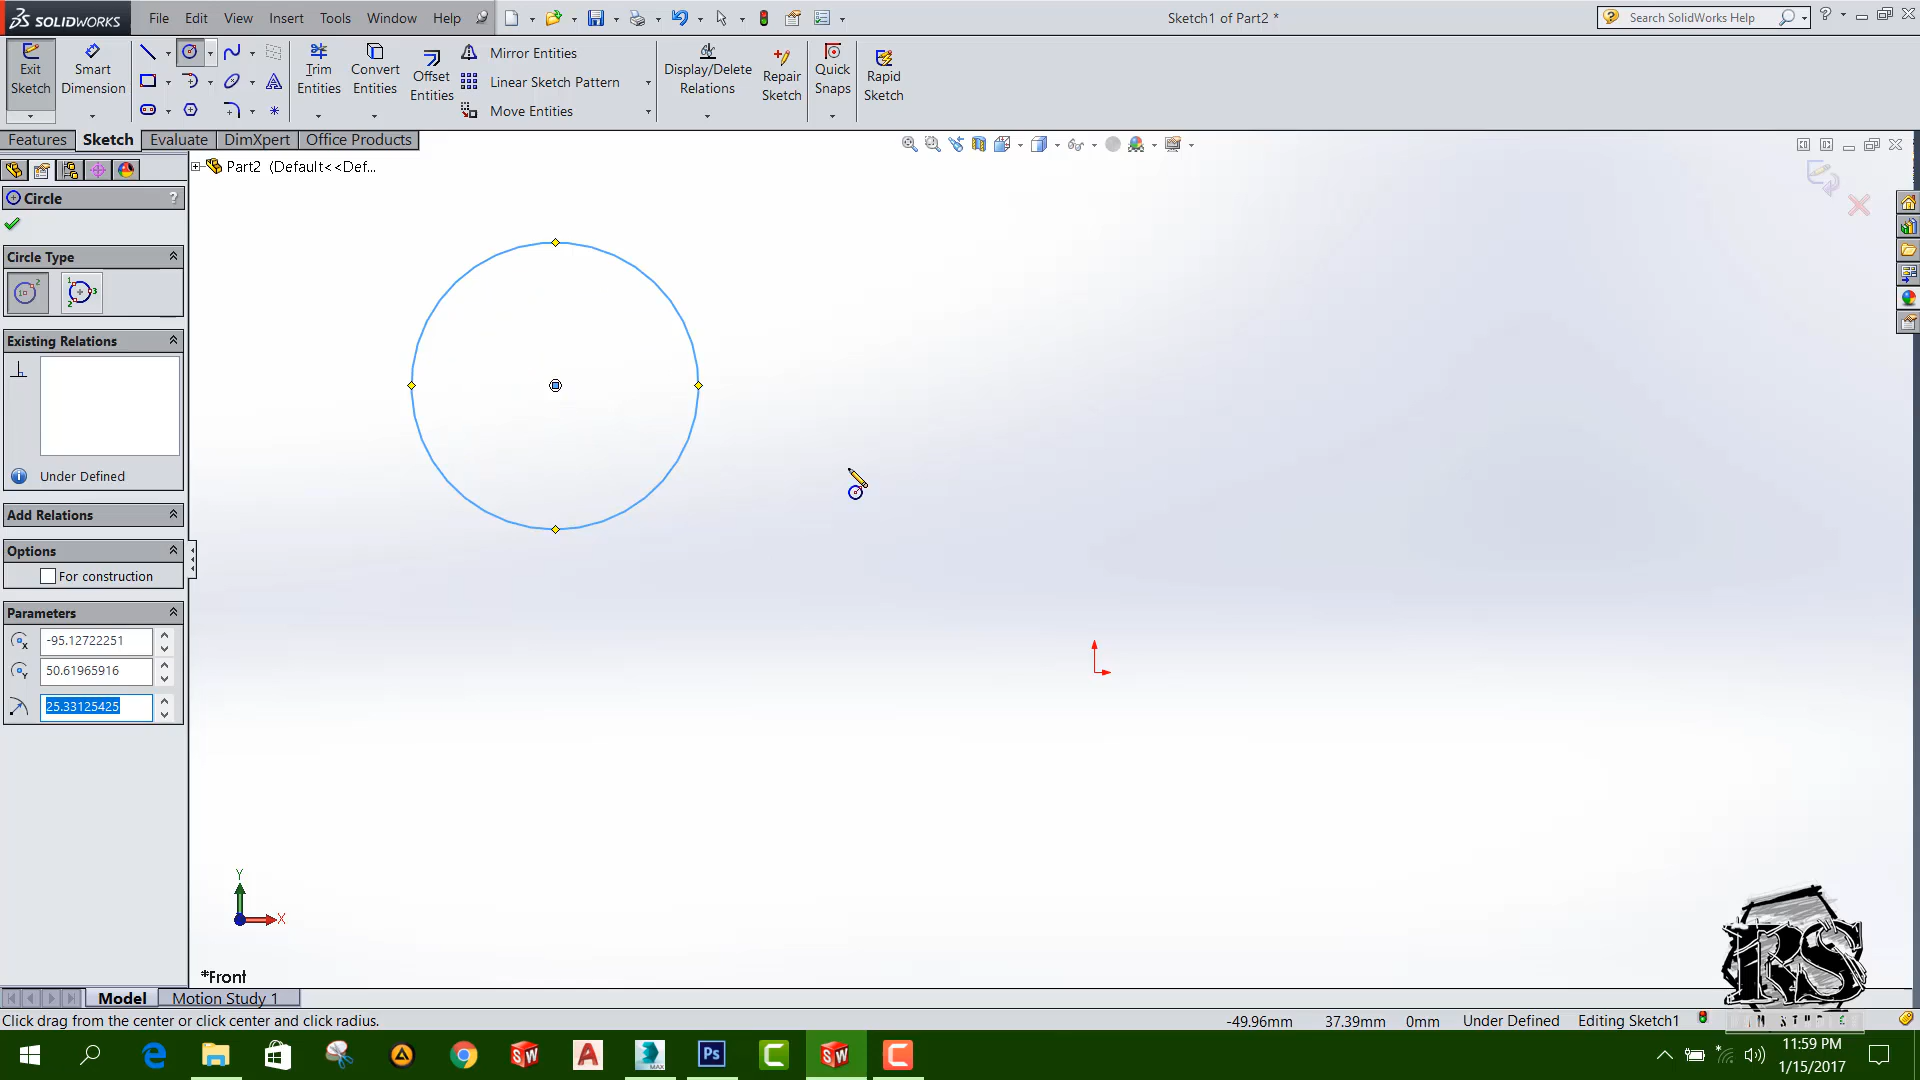 SOLIDWORKS File Edit View Insert Tools Window Help Sketch1 of Part2 * Search SolidWorks Help
Exit Sketch
Smart Dimension
Trim Entities
Convert Entities
Offset Entities
Mirror Entities
Linear Sketch Pattern
Move Entities
Display/Delete Relations
Repair Sketch
Quick Snaps
Rapid Sketch
Features Sketch Evaluate DimXpert Office Products
Part2 (Default<<Def...
Circle ?
Circle Type
Existing Relations
Under Defined
Add Relations
Options
For construction
Parameters
-95.12722251
50.61965916
25.33125425
Y
X
*Front
RS
Model Motion Study 1
Click drag from the center or click center and click radius. -49.96mm 37.39mm 0mm Under Defined Editing Sketch1
11:59 PM
1/15/2017